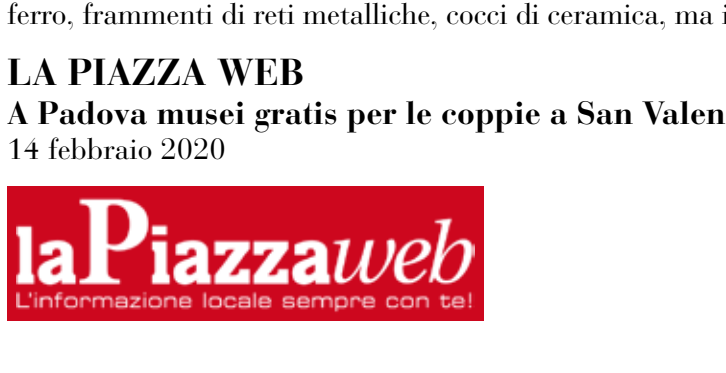 ferro, frammenti di reti metalliche, cocci di ceramica, ma i
LA PIAZZA WEB
A Padova musei gratis per le coppie a San Valen
14 febbraio 2020
laPiazzaweb
L'informazione locale sempre con te!